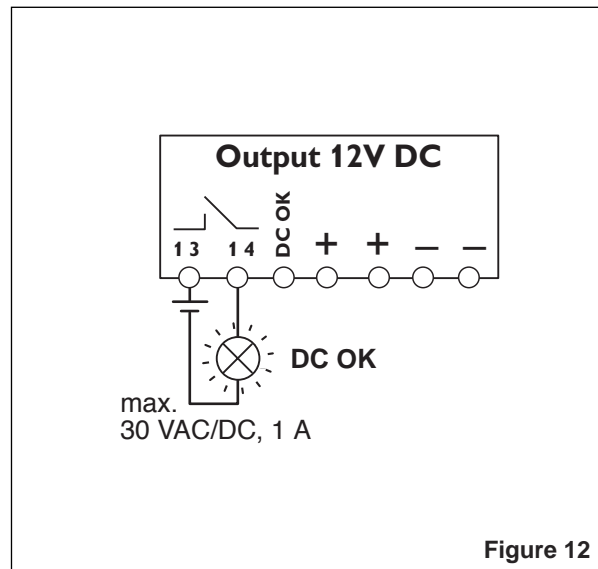 Output 12V DC
13 14 DC OK + + – –
DC OK
max.
30 VAC/DC, 1 A
Figure 12